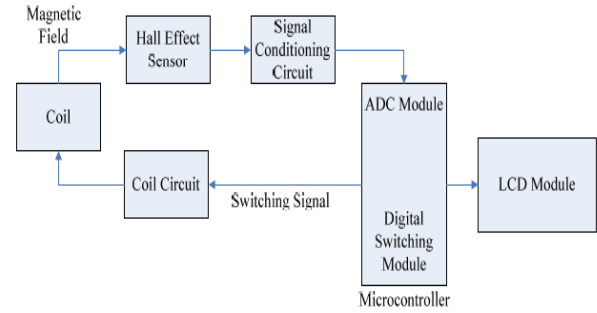 Magnetic
Field
Hall Effect
Sensor
Signal
Conditioning
Circuit
Coil
ADC Module
LCD Module
Coil Circuit
Switching Signal
Digital
Switching
Module
Microcontroller